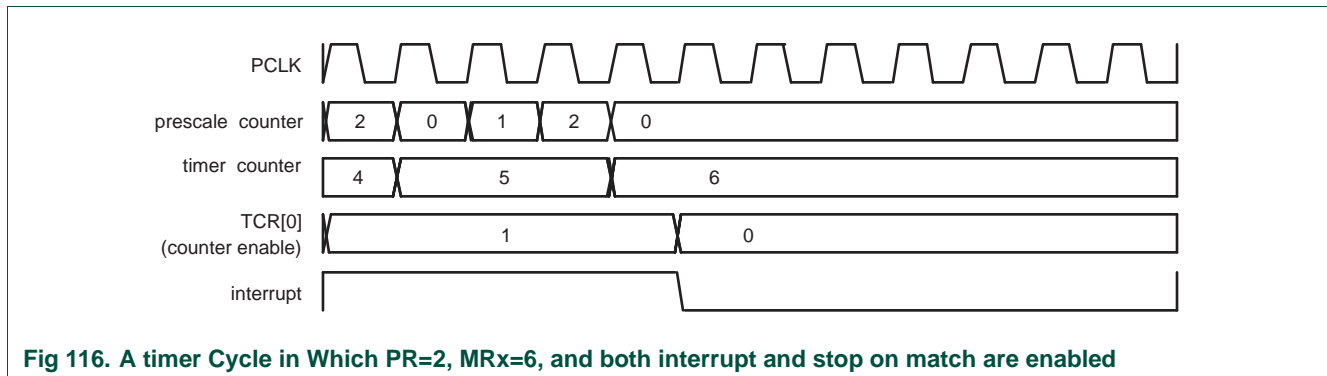 PCLK
prescale counter 2 0 1 2 0
timer counter 4 5 6
TCR[0]
(counter enable) 1 0
interrupt
Fig 116. A timer Cycle in Which PR=2, MRx=6, and both interrupt and stop on match are enabled